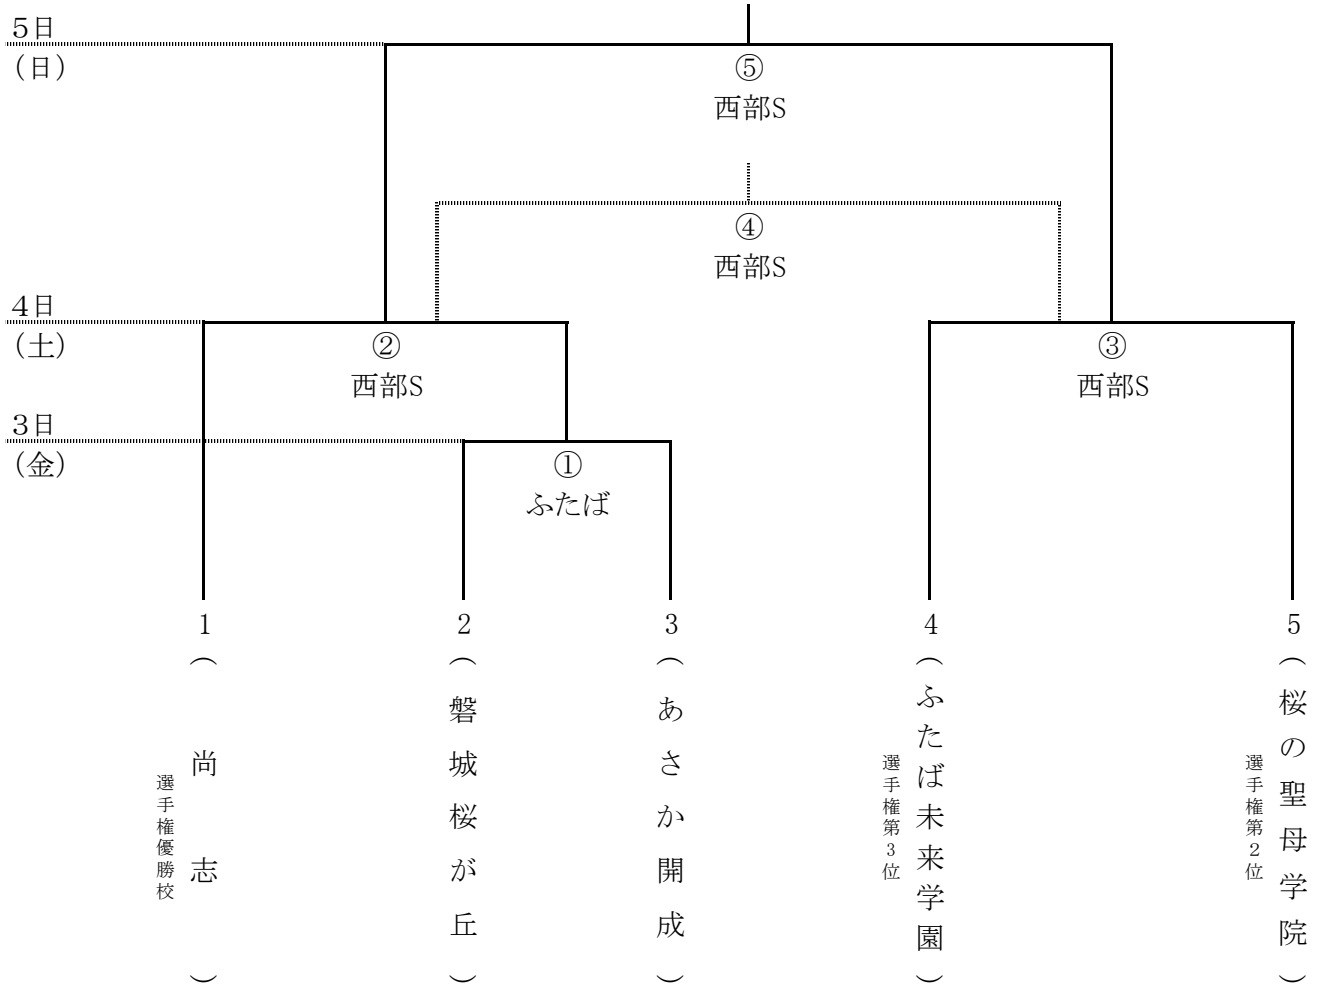 5日
(日)
⑤
西部S
④
西部S
4日
(土)
②
西部S
③
西部S
3日
(金)
①
ふたば
1
2
3
4
5
(尚志)
選手権優勝校
(磐城桜が丘)
(あさか開成)
(ふたば未来学園)
選手権第3位
(桜の聖母学院)
選手権第2位